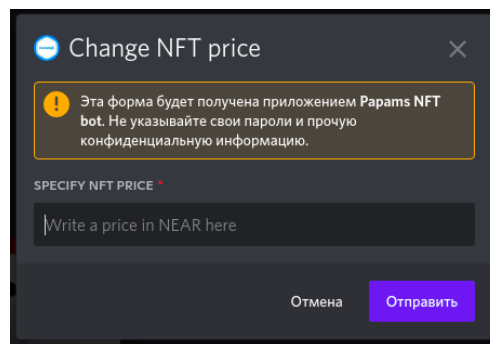 Change NFT price
Эта форма будет получена приложением Papams NFT
bot. Не указывайте свои пароли и прочую
конфиденциальную информацию.
SPECIFY NFT PRICE *
Write a price in NEAR here
Отмена
Отправить